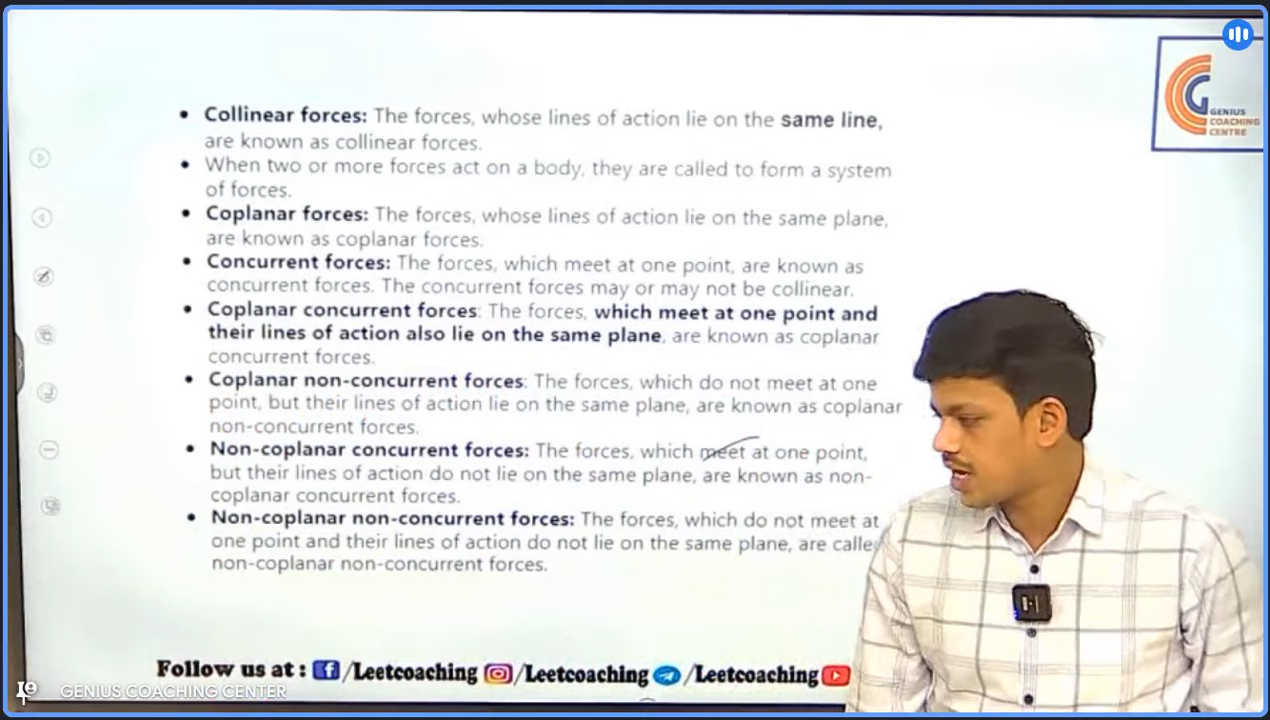 GENIUS
COACHING
CENTRE
• Collinear forces: The forces, whose lines of action lie on the same line,
are known as collinear forces.
• When two or more forces act on a body, they are called to form a system
of forces.
• Coplanar forces: The forces, whose lines of action lie on the same plane,
are known as coplanar forces.
• Concurrent forces: The forces, which meet at one point, are known as
concurrent forces. The concurrent forces may or may not be collinear.
• Coplanar concurrent forces: The forces, which meet at one point and
their lines of action also lie on the same plane, are known as coplanar
concurrent forces.
• Coplanar non-concurrent forces: The forces, which do not meet at one
point, but their lines of action lie on the same plane, are known as coplanar
non-concurrent forces.
• Non-coplanar concurrent forces: The forces, which meet at one point,
but their lines of action do not lie on the same plane, are known as non-
coplanar concurrent forces.
• Non-coplanar non-concurrent forces: The forces, which do not meet at
one point and their lines of action do not lie on the same plane, are calle
non-coplanar non-concurrent forces.
Follow us at : /Leetcoaching /Leetcoaching /Leetcoaching
GENIUS COACHING CENTER